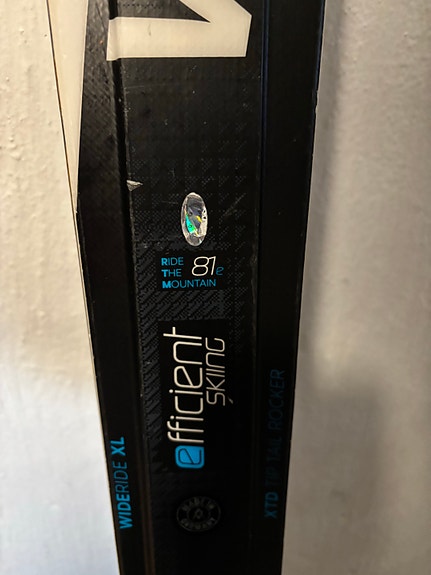 RIDE
THE
MOUNTAIN
81e
efficient
SKIING
WIDERIDE XL
XTD TIP TAIL ROCKER